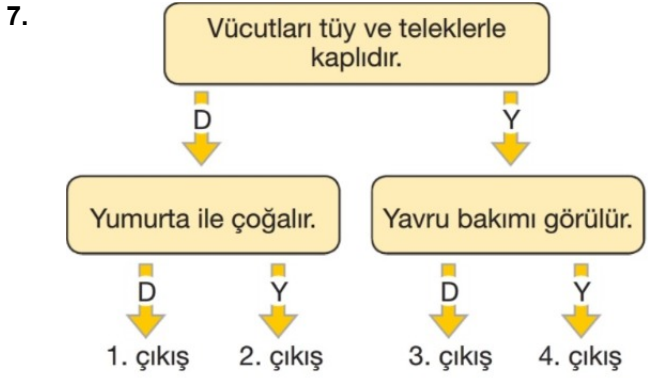 7.
Vücutları tüy ve teleklerle
kaplıdır.
D
Y
Yumurta ile çoğalır.
Yavru bakımı görülür.
D
Y
D
Y
1. çıkış
2. çıkış
3. çıkış
4. çıkış